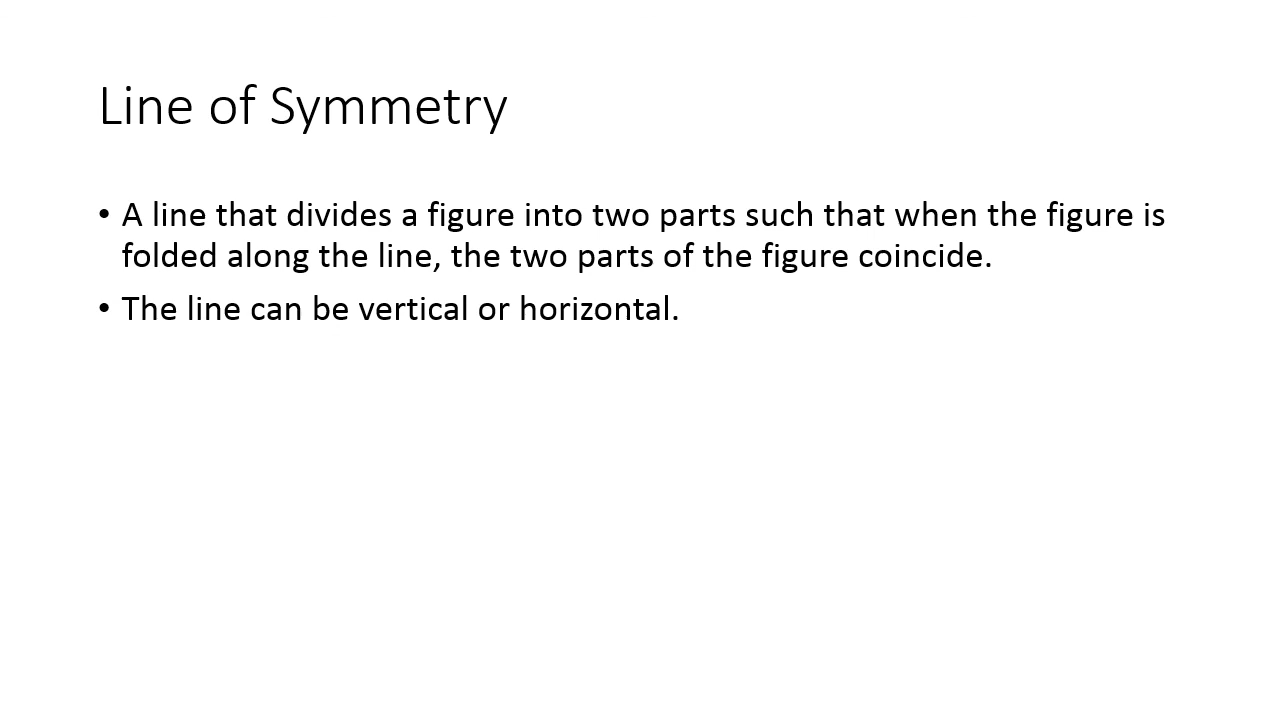 Line of Symmetry
• A line that divides a figure into two parts such that when the figure is
folded along the line, the two parts of the figure coincide.
• The line can be vertical or horizontal.